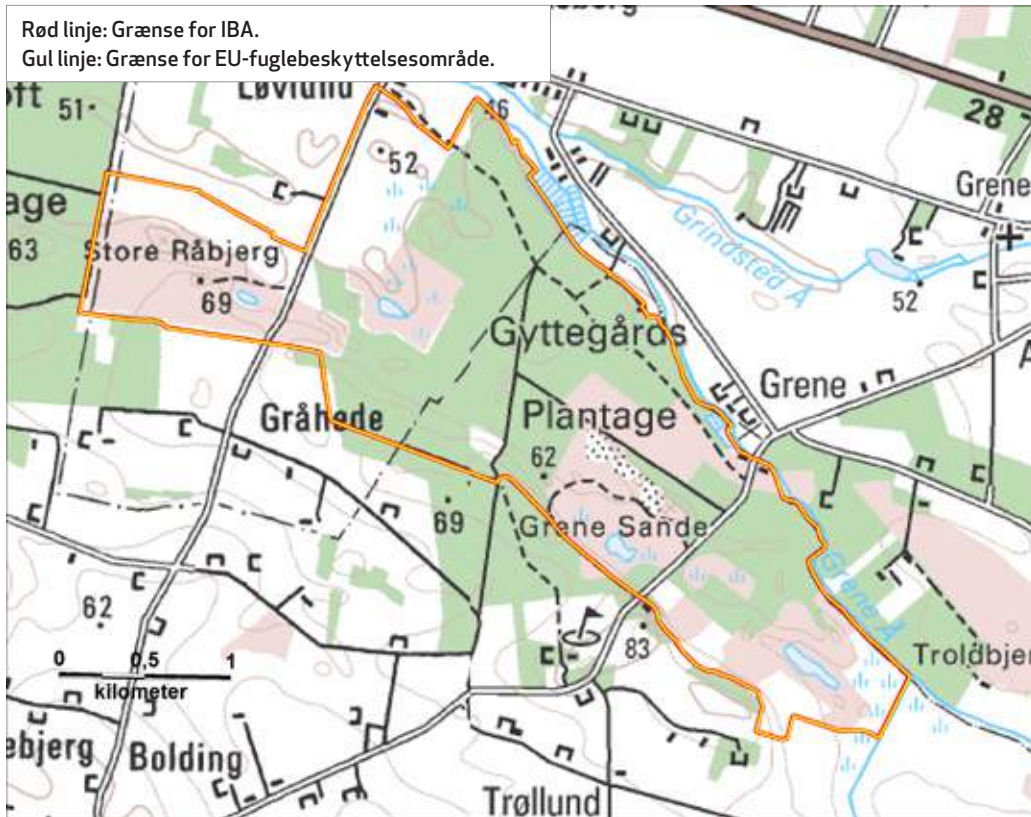 Rød linje: Grænse for IBA.
Gul linje: Grænse for EU-fuglebeskyttelsesområde.
Løvlund
46
51
28
52
Grene
age
63
Store Råbjerg
69
Grindsted Å
52
Gyttegårds
Plantage
Grene
Gråhede
62
69
Grene Sande
Grene Å
62
83
Troldbjer
0 0,5 1
kilometer
ebjerg
Bolding
Trøllund